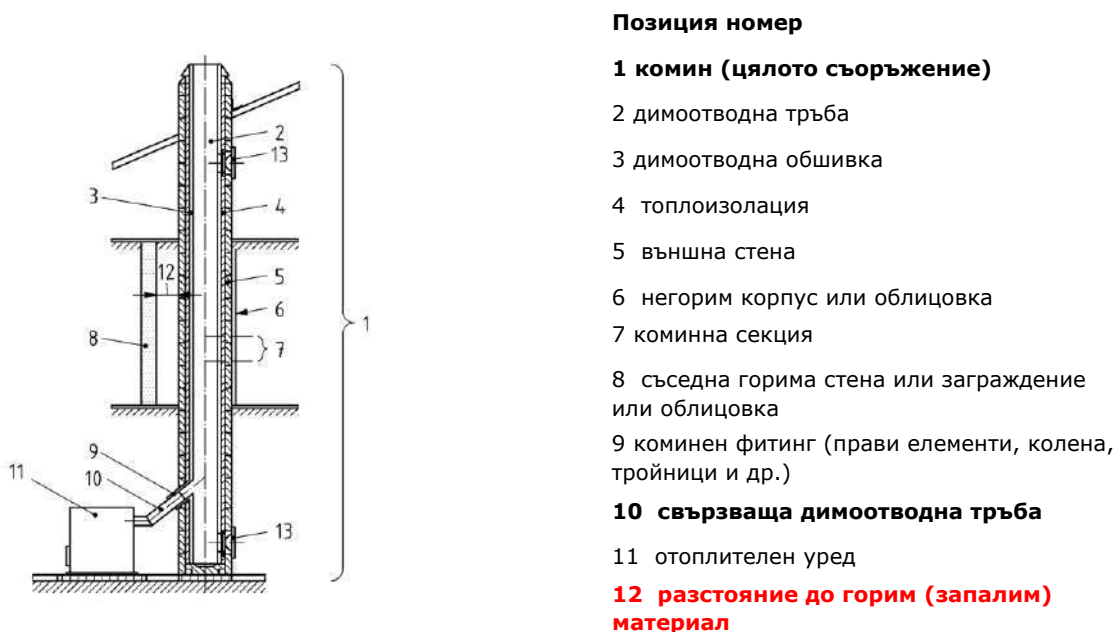 Позиция номер
1 комин (цялото съоръжение)
2 димоотводна тръба
3 димоотводна обшивка
4 топлоизолация
5 външна стена
6 негорим корпус или облицовка
7 коминна секция
8 съседна горима стена или заграждение
или облицовка
9 коминен фитинг (прави елементи, колена,
тройници и др.)
10 свързваща димоотводна тръба
11 отоплителен уред
12 разстояние до горим (запалим)
материал
2
13
3
4
12
5
6
1
8
7
9
10
11
13